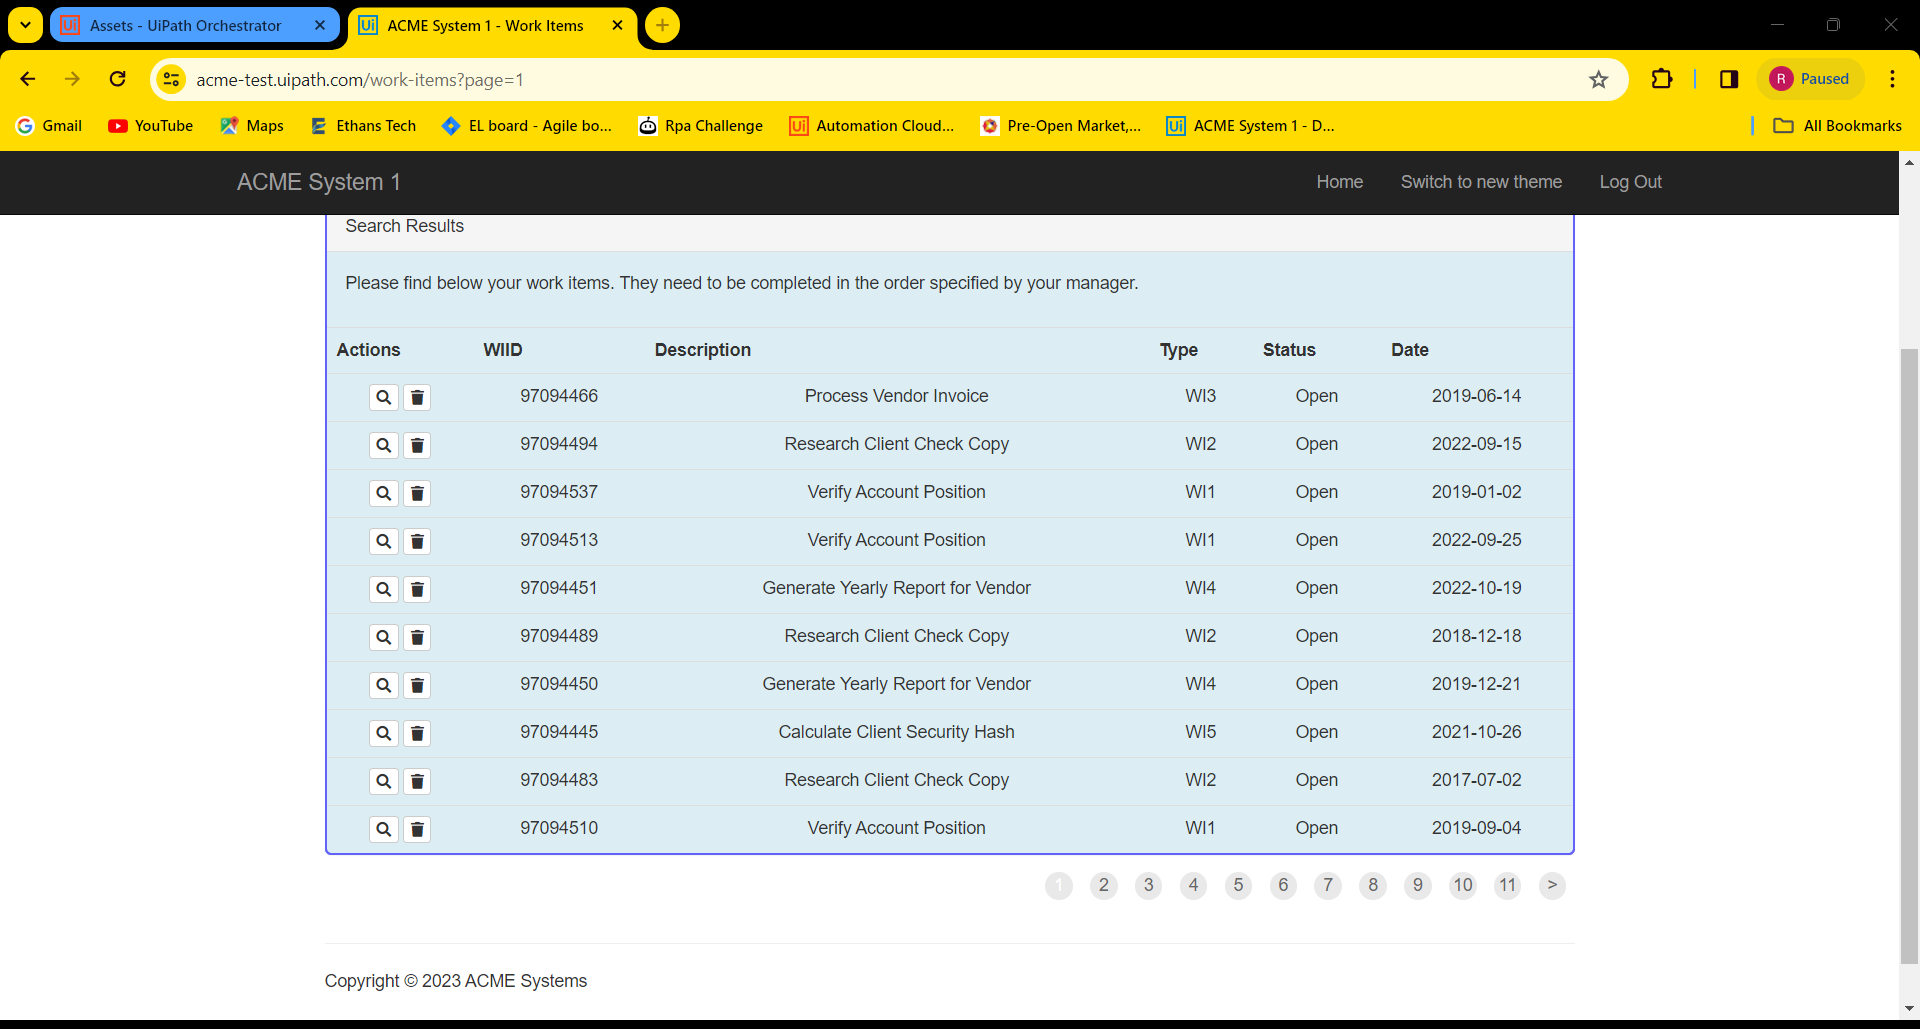 Assets - UiPath Orchestrator
ACME System 1 - Work Items
acme-test.uipath.com/work-items?page=1
R Paused
Gmail YouTube Maps Ethans Tech EL board - Agile bo... Rpa Challenge Automation Cloud... Pre-Open Market,... ACME System 1 - D... All Bookmarks
ACME System 1 Home Switch to new theme Log Out
Search Results
Please find below your work items. They need to be completed in the order specified by your manager.
Actions WIID Description Type Status Date
97094466 Process Vendor Invoice WI3 Open 2019-06-14
97094494 Research Client Check Copy WI2 Open 2022-09-15
97094537 Verify Account Position WI1 Open 2019-01-02
97094513 Verify Account Position WI1 Open 2022-09-25
97094451 Generate Yearly Report for Vendor WI4 Open 2022-10-19
97094489 Research Client Check Copy WI2 Open 2018-12-18
97094450 Generate Yearly Report for Vendor WI4 Open 2019-12-21
97094445 Calculate Client Security Hash WI5 Open 2021-10-26
97094483 Research Client Check Copy WI2 Open 2017-07-02
97094510 Verify Account Position WI1 Open 2019-09-04
1 2 3 4 5 6 7 8 9 10 11 >
Copyright © 2023 ACME Systems